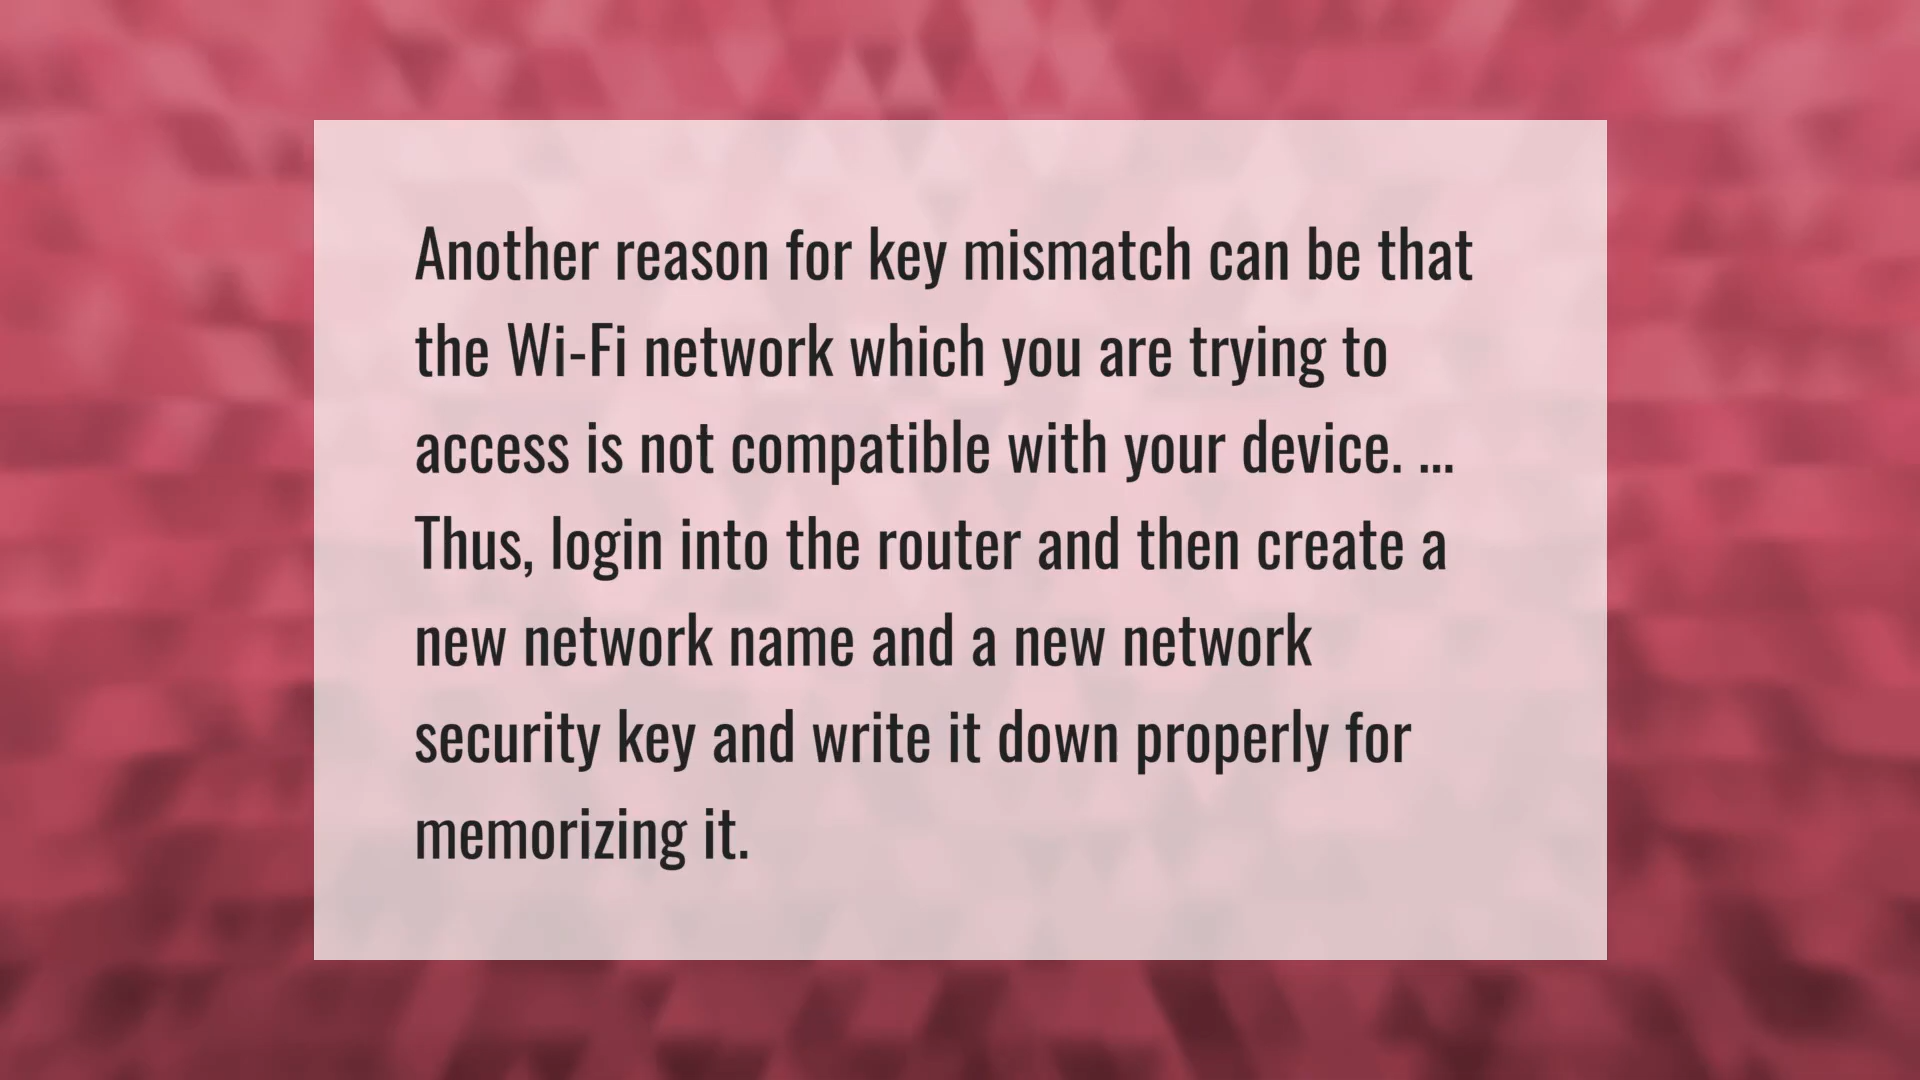 Another reason for key mismatch can be that
the Wi-Fi network which you are trying to
access is not compatible with your device. ...
Thus, login into the router and then create a
new network name and a new network
security key and write it down properly for
memorizing it.